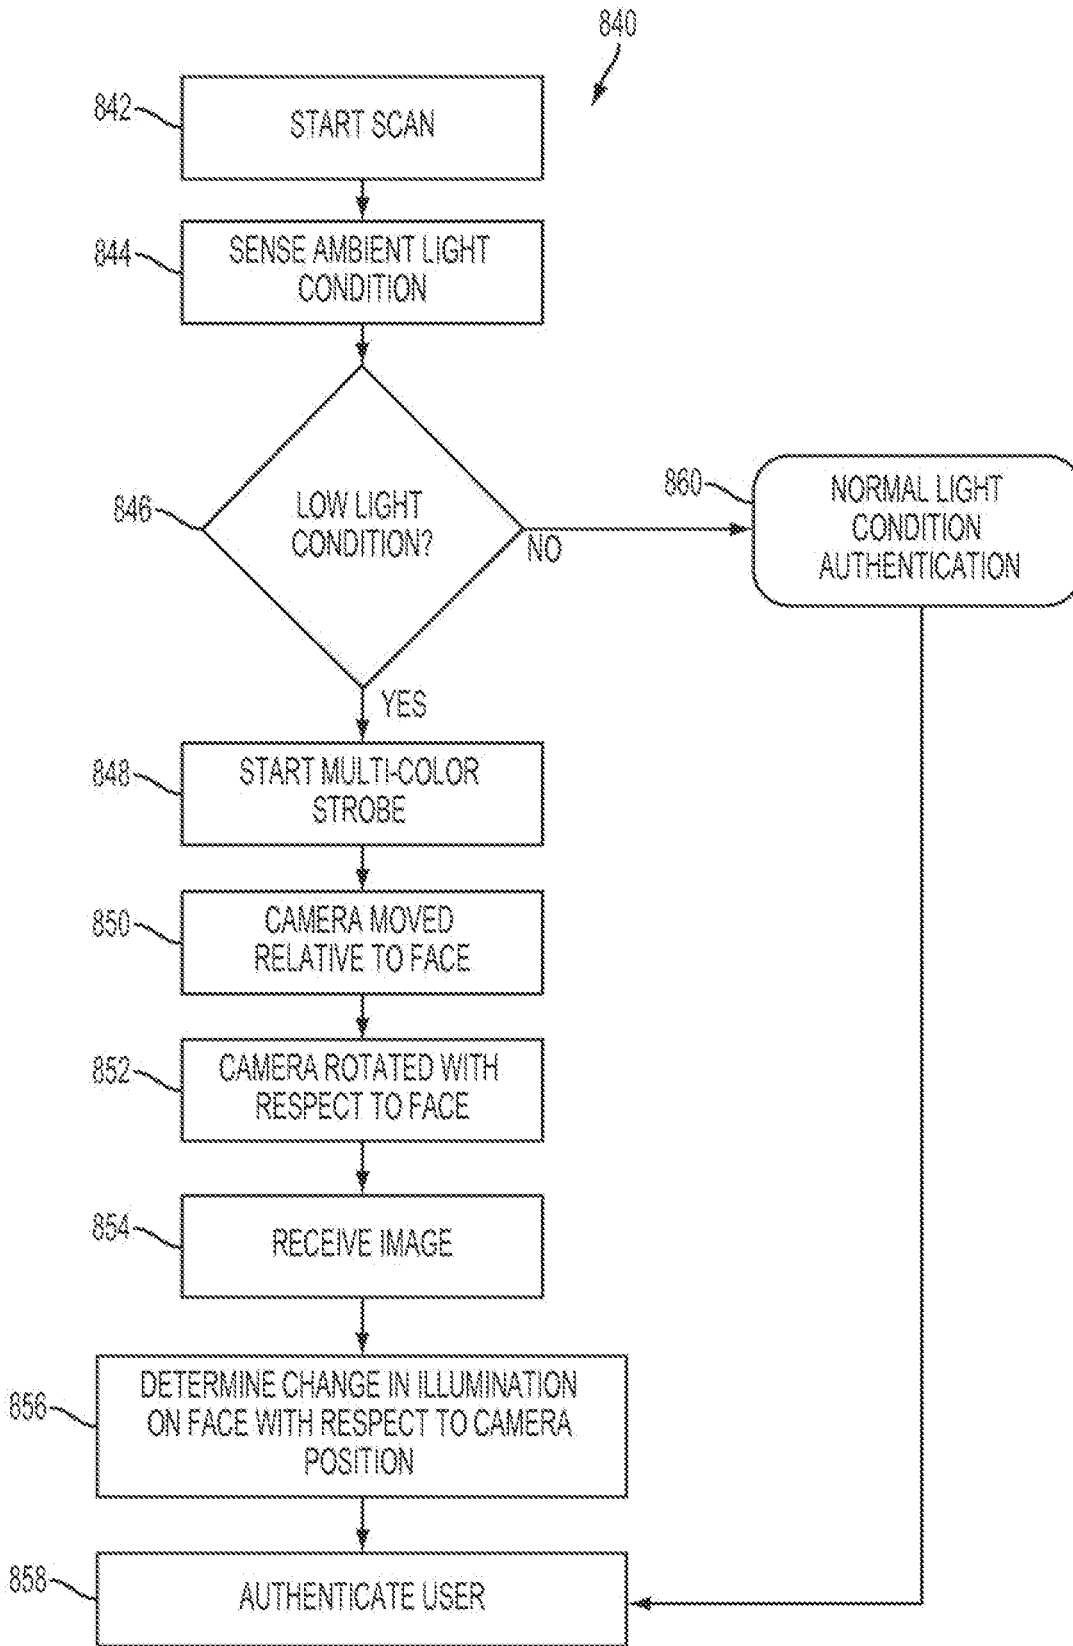 840
842
START SCAN
844
SENSE AMBIENT LIGHT
CONDITION
846
LOW LIGHT
CONDITION?
NO
860
NORMAL LIGHT
CONDITION
AUTHENTICATION
YES
848
START MULTI-COLOR
STROBE
850
CAMERA MOVED
RELATIVE TO FACE
852
CAMERA ROTATED WITH
RESPECT TO FACE
854
RECEIVE IMAGE
856
DETERMINE CHANGE IN ILLUMINATION
ON FACE WITH RESPECT TO CAMERA
POSITION
858
AUTHENTICATE USER